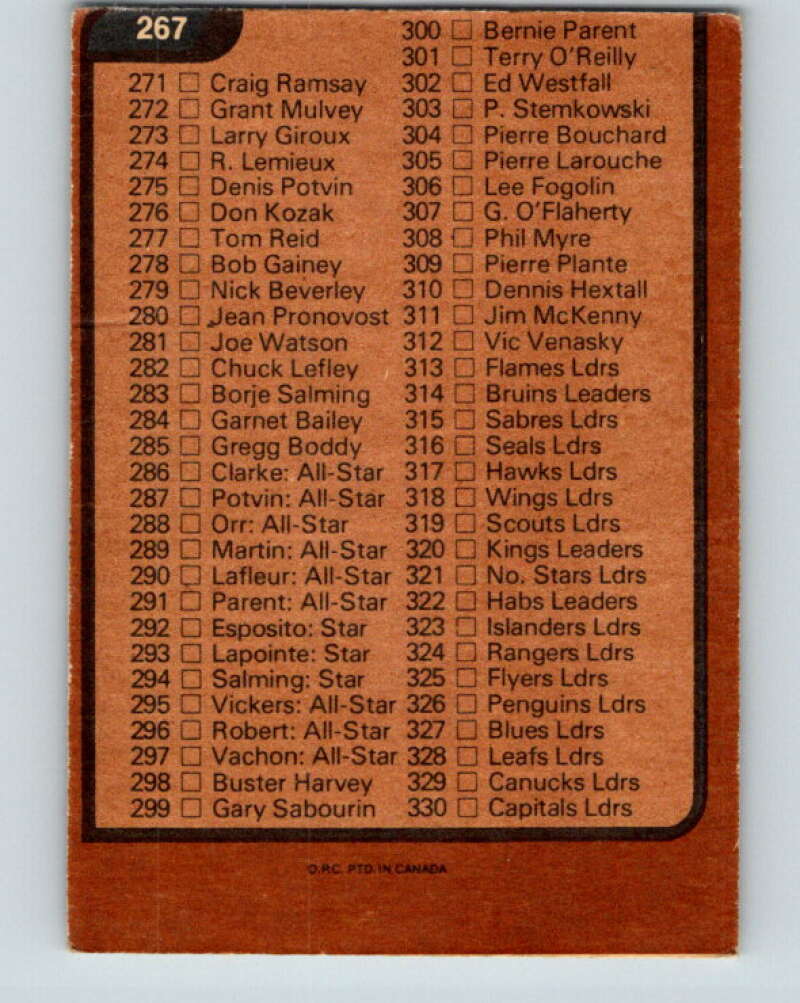 267
271 Craig Ramsay
272 Grant Mulvey
273 Larry Giroux
274 R. Lemieux
275 Denis Potvin
276 Don Kozak
277 Tom Reid
278 Bob Gainey
279 Nick Beverley
280 Jean Pronovost
281 Joe Watson
282 Chuck Lefley
283 Borje Salming
284 Garnet Bailey
285 Gregg Boddy
286 Clarke: All-Star
287 Potvin: All-Star
288 Orr: All-Star
289 Martin: All-Star
290 Lafleur: All-Star
291 Parent: All-Star
292 Esposito: Star
293 Lapointe: Star
294 Salming: Star
295 Vickers: All-Star
296 Robert: All-Star
297 Vachon: All-Star
298 Buster Harvey
299 Gary Sabourin
300 Bernie Parent
301 Terry O'Reilly
302 Ed Westfall
303 P. Stemkowski
304 Pierre Bouchard
305 Pierre Larouche
306 Lee Fogolin
307 G. O'Flaherty
308 Phil Myre
309 Pierre Plante
310 Dennis Hextall
311 Jim McKenny
312 Vic Venasky
313 Flames Ldrs
314 Bruins Leaders
315 Sabres Ldrs
316 Seals Ldrs
317 Hawks Ldrs
318 Wings Ldrs
319 Scouts Ldrs
320 Kings Leaders
321 No. Stars Ldrs
322 Habs Leaders
323 Islanders Ldrs
324 Rangers Ldrs
325 Flyers Ldrs
326 Penguins Ldrs
327 Blues Ldrs
328 Leafs Ldrs
329 Canucks Ldrs
330 Capitals Ldrs
O.P.C. PTD. IN CANADA